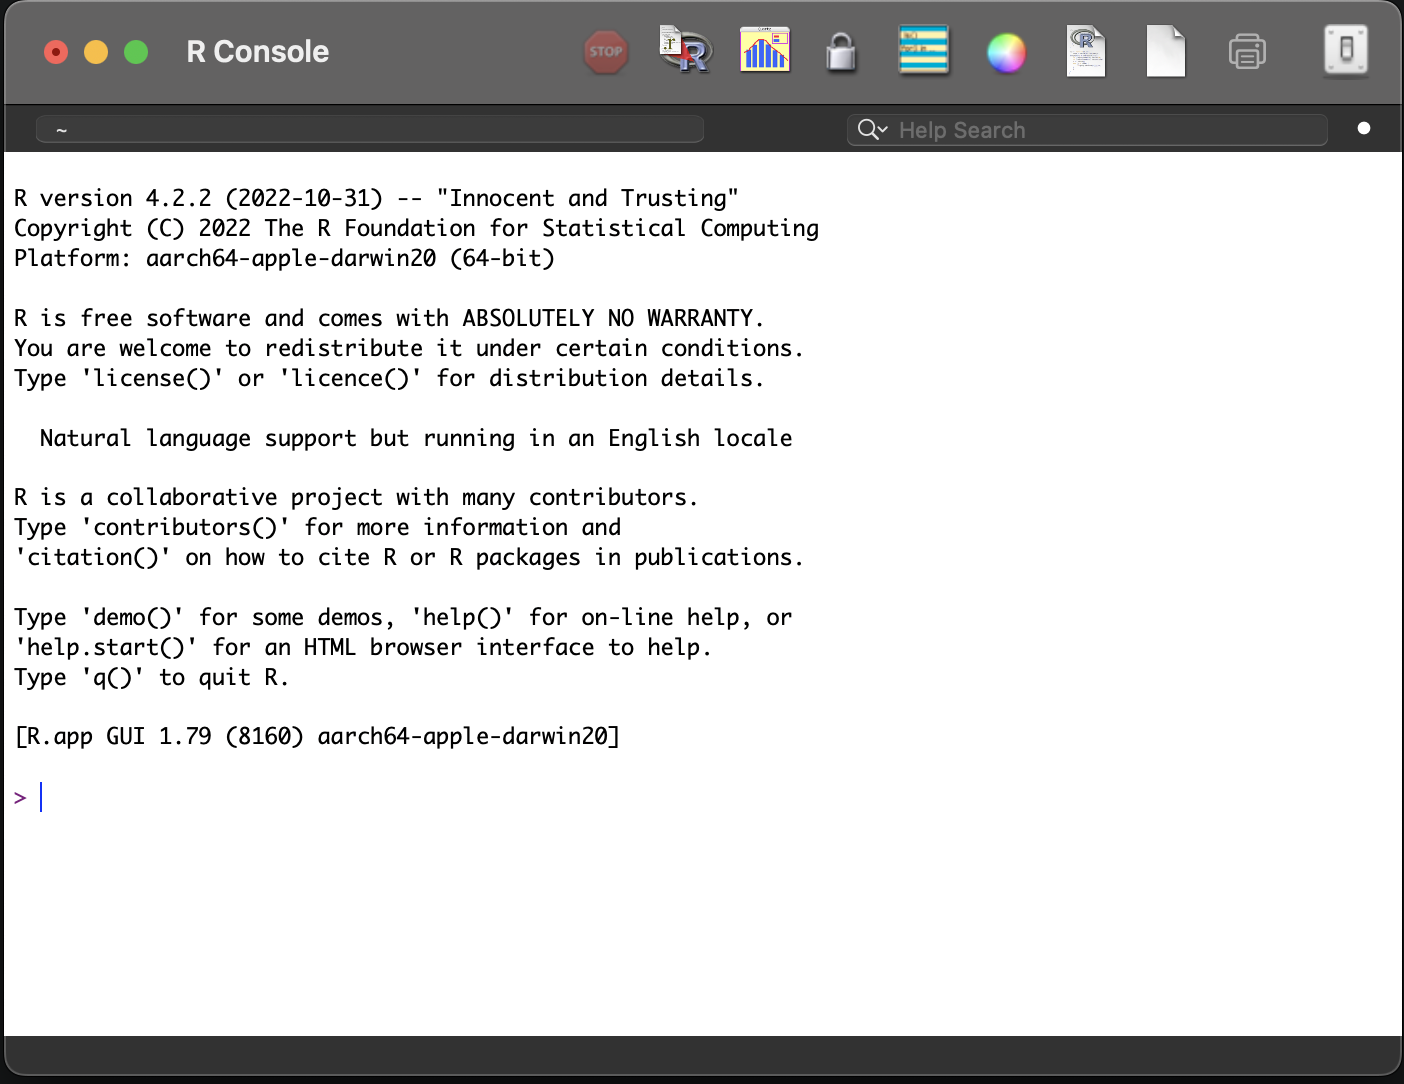 R Console
STOP
R
R
~
Help Search
R version 4.2.2 (2022-10-31) -- "Innocent and Trusting"
Copyright (C) 2022 The R Foundation for Statistical Computing
Platform: aarch64-apple-darwin20 (64-bit)
R is free software and comes with ABSOLUTELY NO WARRANTY.
You are welcome to redistribute it under certain conditions.
Type 'license()' or 'licence()' for distribution details.
Natural language support but running in an English locale
R is a collaborative project with many contributors.
Type 'contributors()' for more information and
'citation()' on how to cite R or R packages in publications.
Type 'demo()' for some demos, 'help()' for on-line help, or
'help.start()' for an HTML browser interface to help.
Type 'q()' to quit R.
[R.app GUI 1.79 (8160) aarch64-apple-darwin20]
>